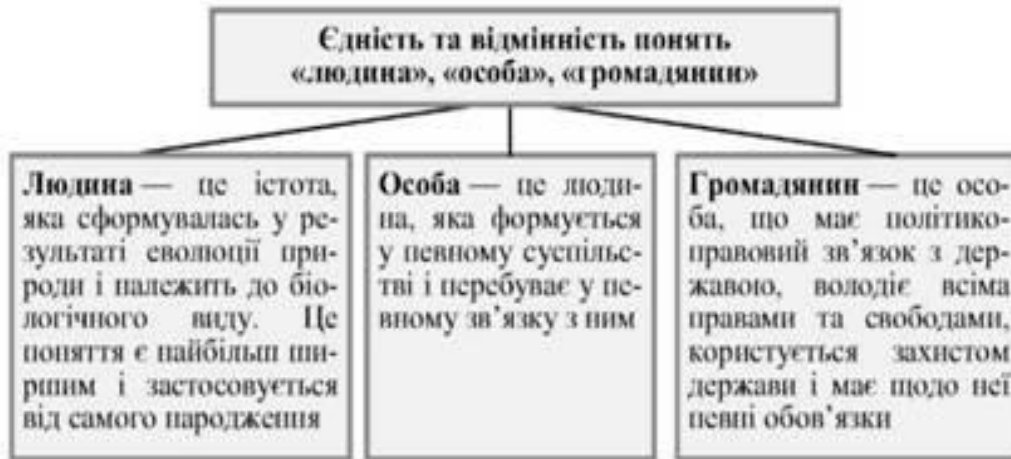 Єдність та відмінність понять
«людина», «особа», «громадянин»
Людина — це істота,
яка сформувалась у ре-
зультаті еволюції при-
роди і належить до біо-
логічного виду. Це
поняття є найбільш ши-
ршим і застосовується
від самого народження
Особа — це люди-
на, яка формується
у певному суспільс-
тві і перебуває у пе-
вному зв’язку з ним
Громадянин — це осо-
ба, що має політико-
правовий зв’язок з дер-
жавою, володіє всіма
правами та свободами,
користується захистом
держави і має щодо неї
певні обов’язки